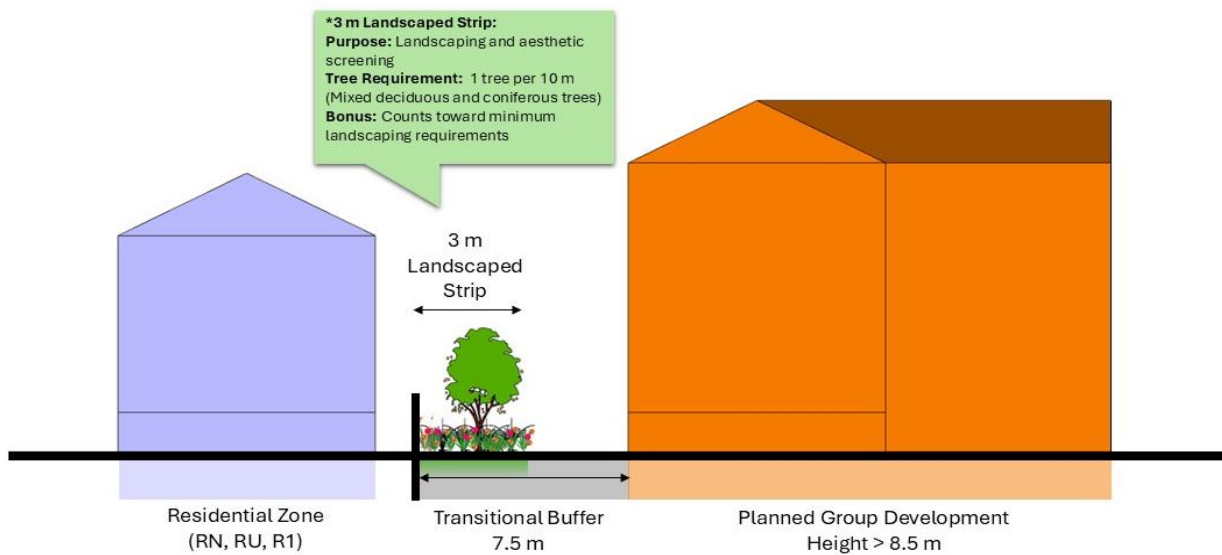 *3 m Landscaped Strip:
Purpose: Landscaping and aesthetic
screening
Tree Requirement: 1 tree per 10 m
(Mixed deciduous and coniferous trees)
Bonus: Counts toward minimum
landscaping requirements
3 m
Landscaped
Strip
Residential Zone
(RN, RU, R1)
Transitional Buffer
7.5 m
Planned Group Development
Height > 8.5 m